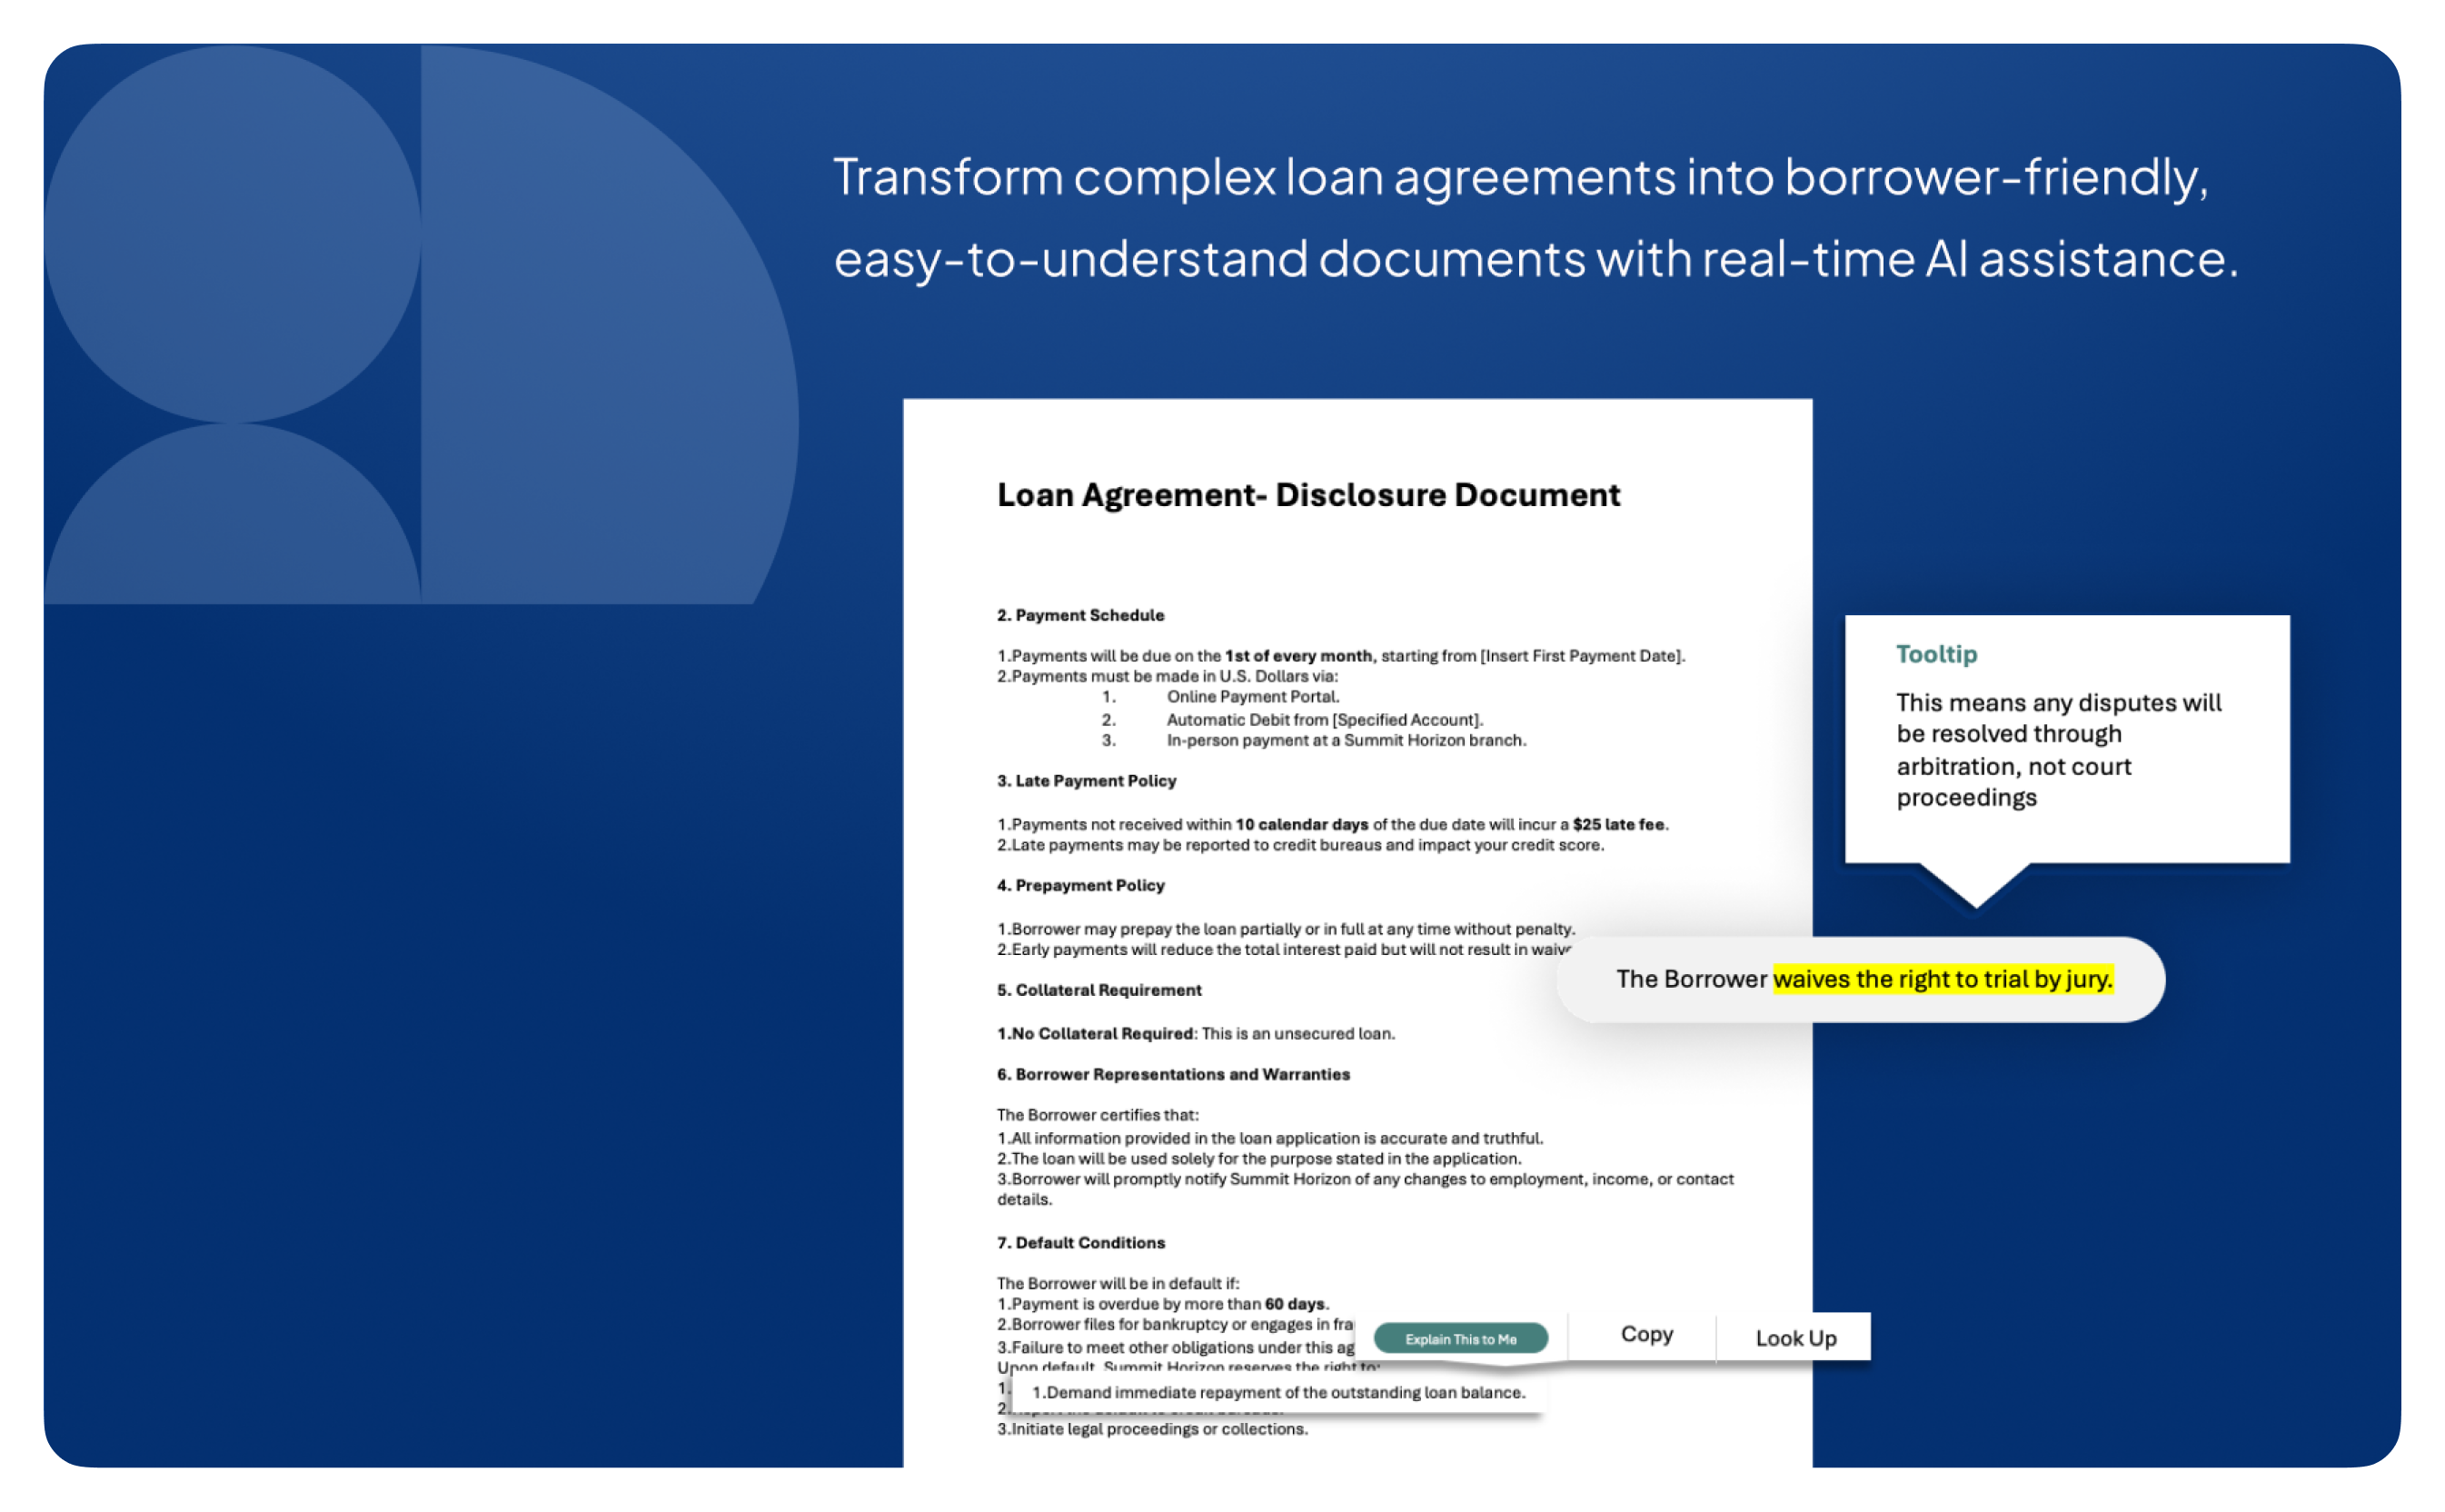 Transform complex loan agreements into borrower-friendly,
easy-to-understand documents with real-time AI assistance.
Loan Agreement- Disclosure Document
2. Payment Schedule
1.Payments will be due on the 1st of every month, starting from [Insert First Payment Date].
2.Payments must be made in U.S. Dollars via:
1. Online Payment Portal.
2. Automatic Debit from [Specified Account].
3. In-person payment at a Summit Horizon branch.
3. Late Payment Policy
1.Payments not received within 10 calendar days of the due date will incur a $25 late fee.
2.Late payments may be reported to credit bureaus and impact your credit score.
4. Prepayment Policy
1.Borrower may prepay the loan partially or in full at any time without penalty.
2.Early payments will reduce the total interest paid but will not result in
5. Collateral Requirement
1.No Collateral Required: This is an unsecured loan.
6. Borrower Representations and Warranties
The Borrower certifies that:
1.All information provided in the loan application is accurate and truthful.
2.The loan will be used solely for the purpose stated in the application.
3.Borrower will promptly notify Summit Horizon of any changes to employment, income, or contact
details.
7. Default Conditions
The Borrower will be in default if:
1.Payment is overdue by more than 60 days.
2.Borrower files for bankruptcy or engages in
3.Failure to meet other obligations under this
Upon default, Summit Horizon reserves the right to:
1.
1.Demand immediate repayment of the outstanding loan balance.
2.
3.Initiate legal proceedings or collections.
Tooltip
This means any disputes will
be resolved through
arbitration, not court
proceedings
The Borrower waives the right to trial by jury.
Explain This to Me
Copy
Look Up